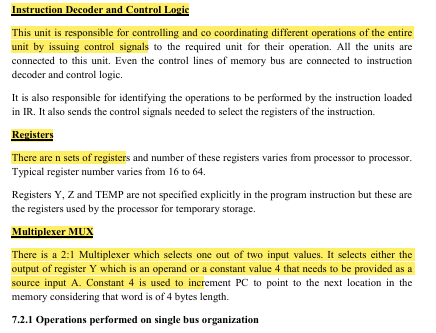 Instruction Decoder and Control Logic
This unit is responsible for controlling and co coordinating different operations of the entire
unit by issuing control signals to the required unit for their operation. All the units are
connected to this unit. Even the control lines of memory bus are connected to instruction
decoder and control logic.
It is also responsible for identifying the operations to be performed by the instruction loaded
in IR. It also sends the control signals needed to select the registers of the instruction.
Registers
There are n sets of registers and number of these registers varies from processor to processor.
Typical register number varies from 16 to 64.
Registers Y, Z and TEMP are not specified explicitly in the program instruction but these are
the registers used by the processor for temporary storage.
Multiplexer MUX
There is a 2:1 Multiplexer which selects one out of two input values. It selects either the
output of register Y which is an operand or a constant value 4 that needs to be provided as a
source input A. Constant 4 is used to increment PC to point to the next location in the
memory considering that word is of 4 bytes length.
7.2.1 Operations performed on single bus organization